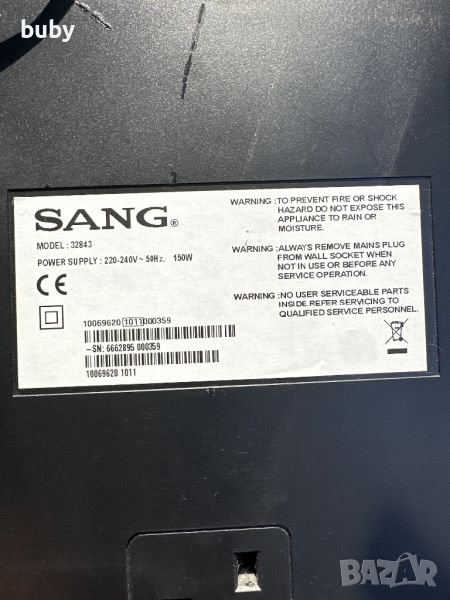 buby
SANG®
MODEL : 32843
POWER SUPPLY : 220-240V ~ 50Hz. 150W
CE
WARNING :TO PREVENT FIRE OR SHOCK
HAZARD DO NOT EXPOSE THIS
APPLIANCE TO RAIN OR
MOISTURE.
WARNING :ALWAYS REMOVE MAINS PLUG
FROM WALL SOCKET WHEN
NOT IN USE OR BEFORE ANY
SERVICE OPERATION.
WARNING :NO USER SERVICEABLE PARTS
INSIDE.REFER SERVICING TO
QUALIFIED SERVICE PERSONNEL.
10069620 1011 000359
-SN: 6662895 000359
10069620 1011
BAZAR